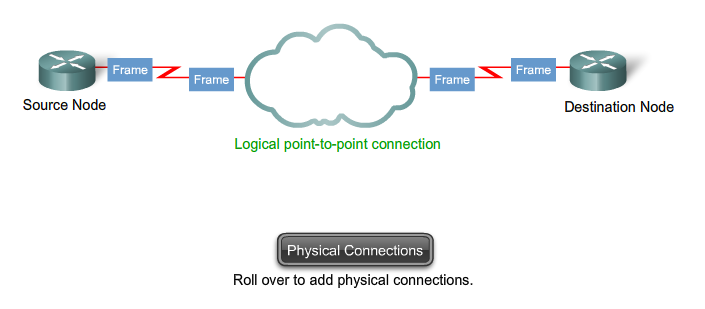 Frame
Frame
Frame
Frame
Source Node
Destination Node
Logical point-to-point connection
Physical Connections
Roll over to add physical connections.